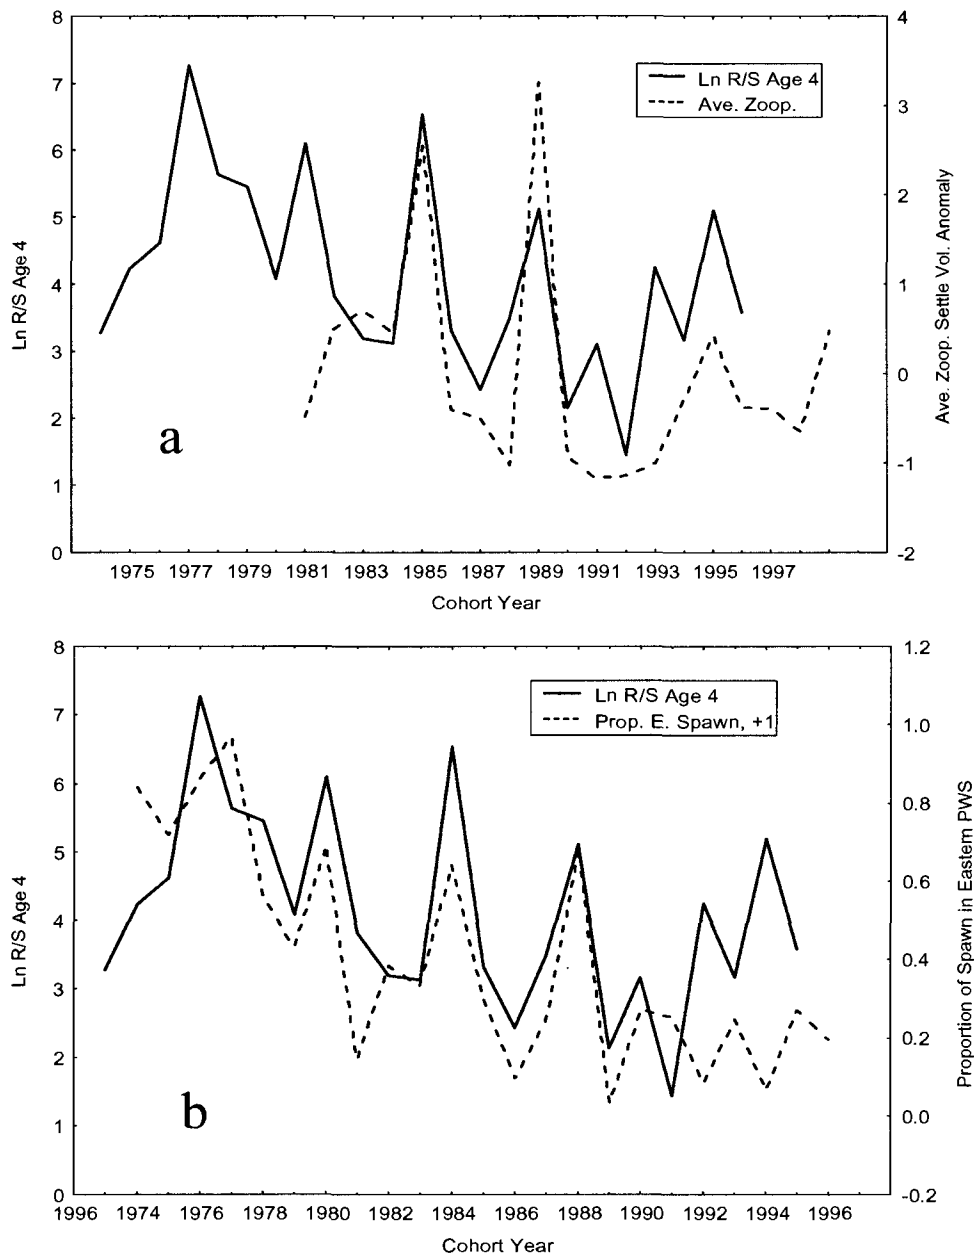 8
7
6
5
4
3
2
1
0
Ln R/S Age 4
4
3
2
1
0
-1
-2
Ave. Zoop. Settle Vol. Anomaly
Ln R/S Age 4
Ave. Zoop.
a
1975 1977 1979 1981 1983 1985 1987 1989 1991 1993 1995 1997
Cohort Year
8
7
6
5
4
3
2
1
0
Ln R/S Age 4
1.2
1.0
0.8
0.6
0.4
0.2
0.0
-0.2
Proportion of Spawn in Eastern PWS
Ln R/S Age 4
Prop. E. Spawn, +1
b
1996 1974 1976 1978 1980 1982 1984 1986 1988 1990 1992 1994 1996
Cohort Year